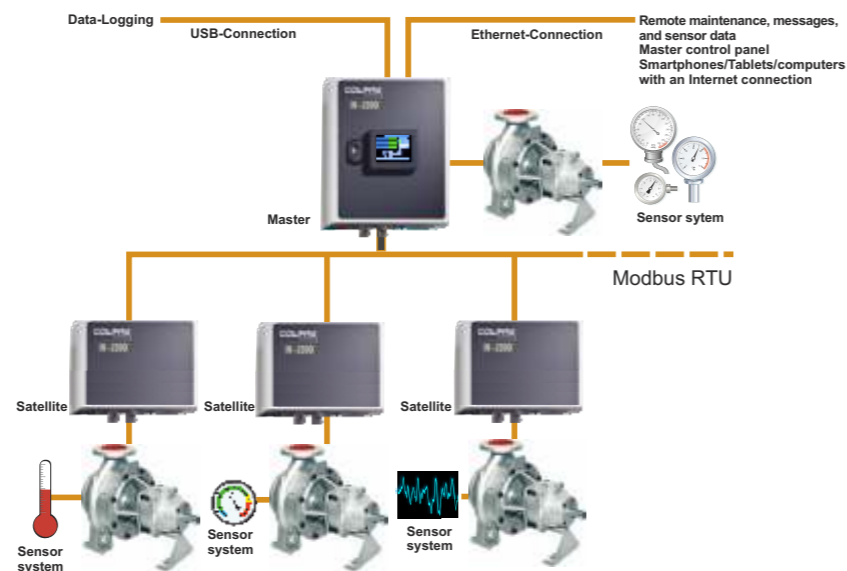 Data-Logging
USB-Connection
Ethernet-Connection
Remote maintenance, messages,
and sensor data
Master control panel
Smartphones/Tablets/computers
with an Internet connection
Master
Sensor sytem
Modbus RTU
Satellite
Satellite
Satellite
Sensor
system
Sensor
system
Sensor
system